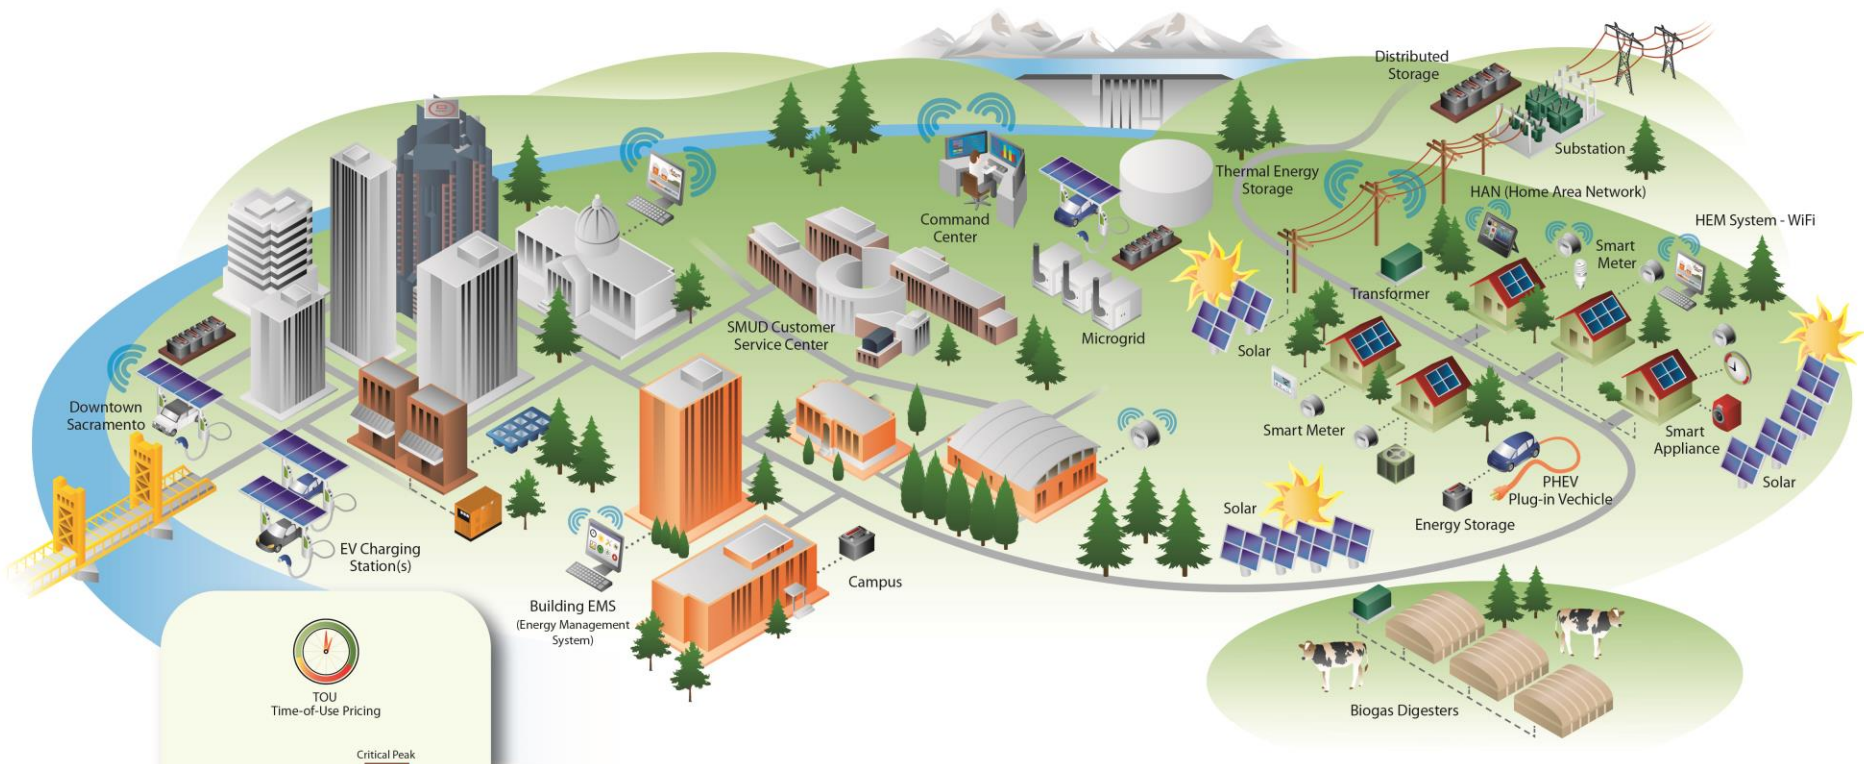 Distributed
Storage
Substation
Thermal Energy
Storage
HAN (Home Area Network)
HEM System - WiFi
Command
Center
Smart
Meter
Transformer
SMUD Customer
Service Center
Microgrid
Solar
Downtown
Sacramento
Smart Meter
Smart
Appliance
Solar
PHEV
Plug-in Vechicle
Energy Storage
Solar
EV Charging
Station(s)
Campus
Building EMS
(Energy Management
System)
TOU
Time-of-Use Pricing
Biogas Digesters
Critical Peak